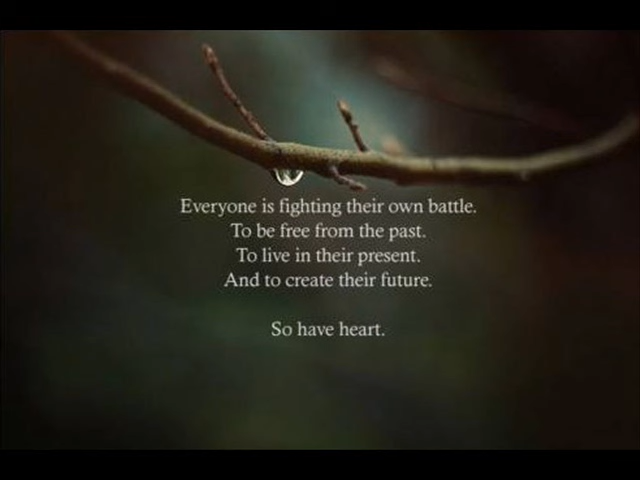 Everyone is fighting their own battle.
To be free from the past.
To live in their present.
And to create their future.
So have heart.